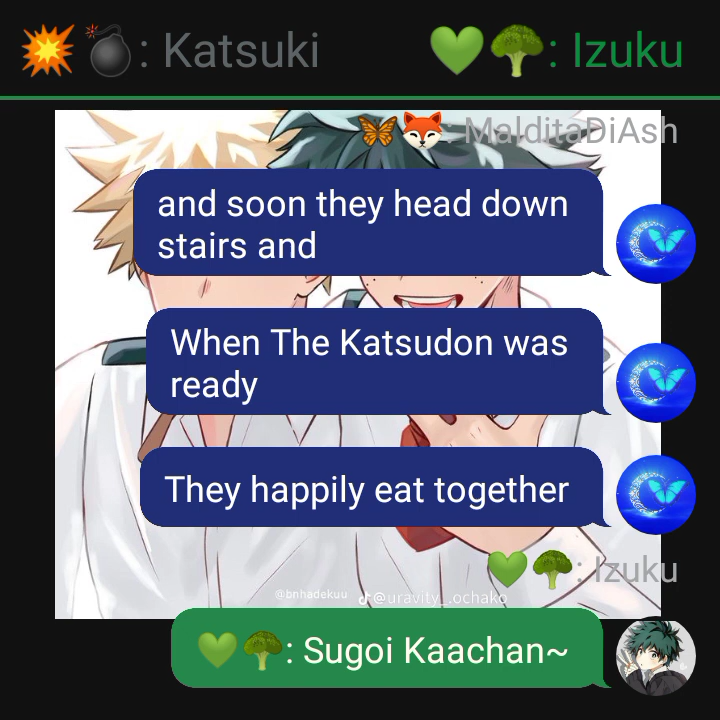 💥💣: Katsuki 💚🥦: Izuku
🦋🦊: MalditaDiAsh
and soon they head down
stairs and
When The Katsudon was
ready
They happily eat together
💚🥦: Izuku
@bnhadekuu @uravity_.ochako
💚🥦: Sugoi Kaachan~